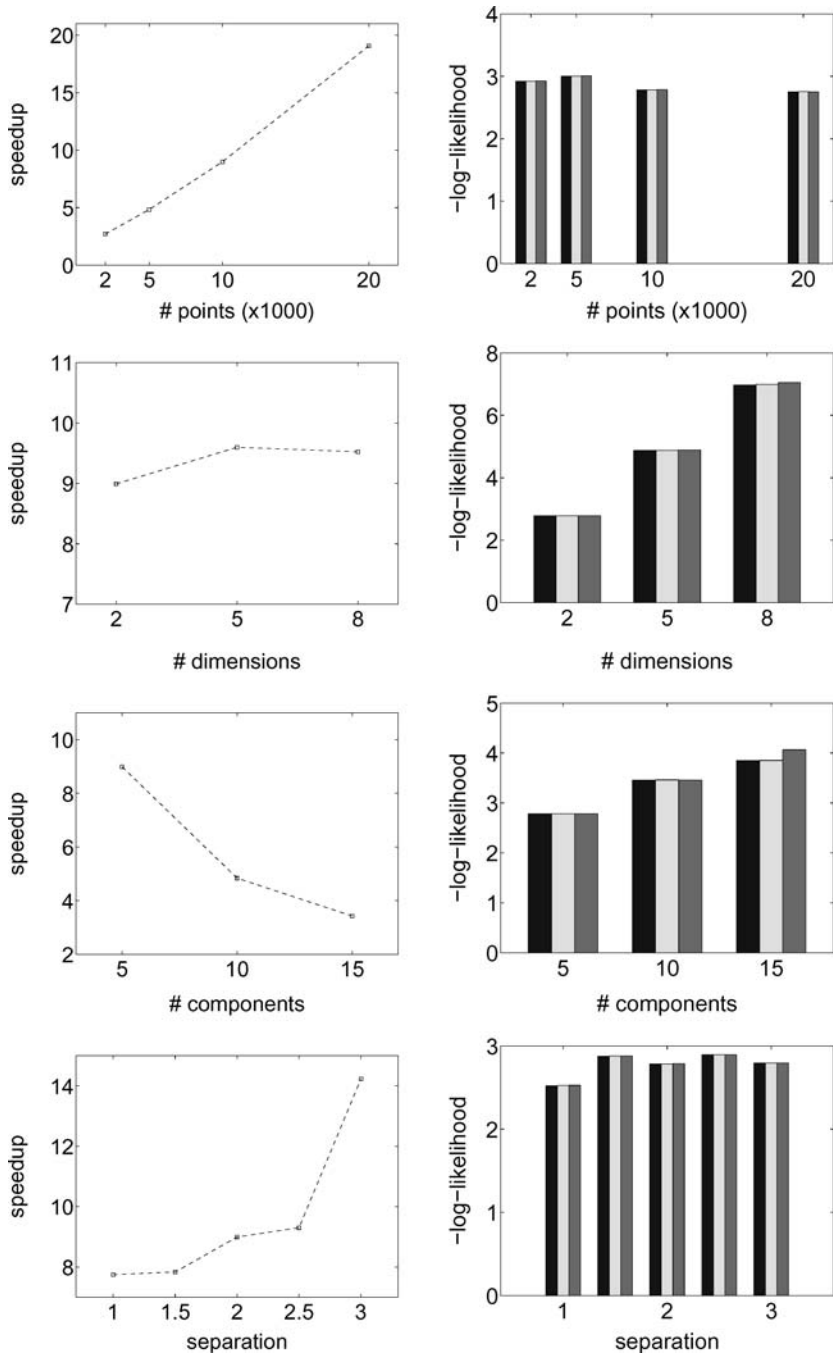 speedup
20
15
10
5
0
2 5 10 20
# points (x1000)
-log-likelihood
4
3
2
1
0
2 5 10 20
# points (x1000)
speedup
11
10
9
8
7
2 5 8
# dimensions
-log-likelihood
8
6
4
2
0
2 5 8
# dimensions
speedup
10
8
6
4
2
5 10 15
# components
-log-likelihood
5
4
3
2
1
0
5 10 15
# components
speedup
14
12
10
8
1 1.5 2 2.5 3
separation
-log-likelihood
3
2
1
0
1 2 3
separation